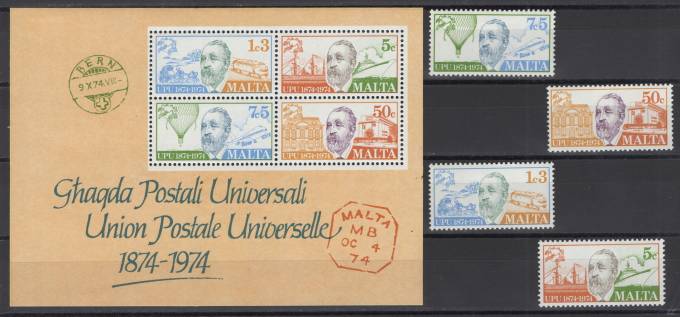 BERN
9 X 74.VIII-
1c3
UPU 1874-1974
MALTA
5c
UPU 1874-1974
MALTA
7c5
UPU 1874-1974
MALTA
50c
UPU 1874-1974
MALTA
Għaqda Postali Universali
Union Postale Universelle
1874-1974
MALTA
MB
OC 4
74
7c5
UPU 1874-1974
MALTA
50c
UPU 1874-1974
MALTA
1c3
UPU 1874-1974
MALTA
5c
UPU 1874-1974
MALTA